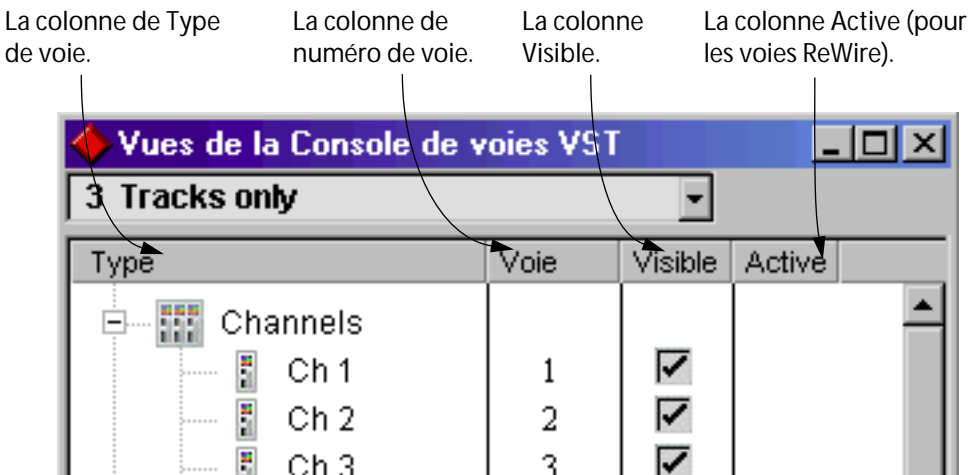 La colonne de Type
de voie.
La colonne de
numéro de voie.
La colonne
Visible.
La colonne Active (pour
les voies ReWire).
Vues de la Console de voies VST
3 Tracks only
Type Voie Visible Active
Channels
Ch 1 1
Ch 2 2
Ch 3 3